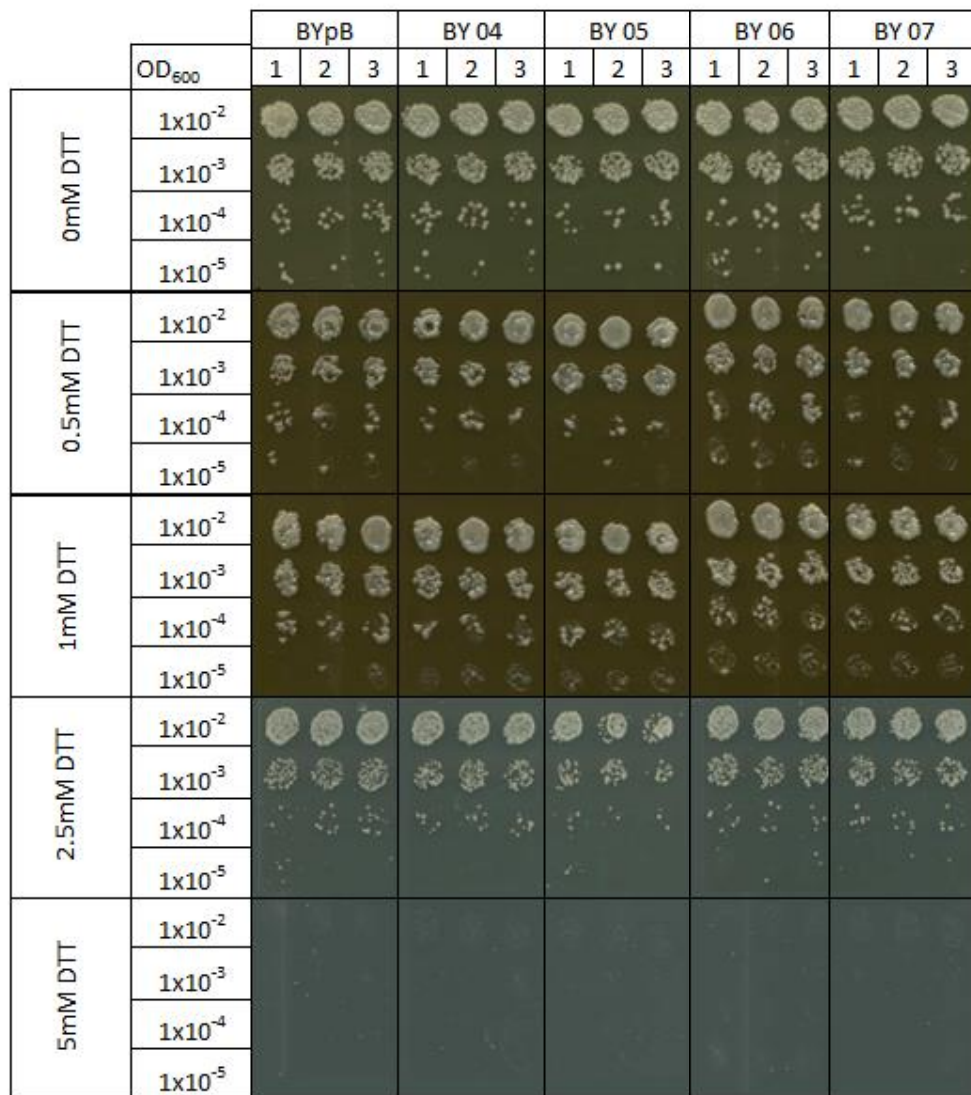 BYpB BY 04 BY 05 BY 06 BY 07
OD₆₀₀ 1 2 3 1 2 3 1 2 3 1 2 3 1 2 3
0mM DTT
1x10⁻²
1x10⁻³
1x10⁻⁴
1x10⁻⁵
0.5mM DTT
1x10⁻²
1x10⁻³
1x10⁻⁴
1x10⁻⁵
1mM DTT
1x10⁻²
1x10⁻³
1x10⁻⁴
1x10⁻⁵
2.5mM DTT
1x10⁻²
1x10⁻³
1x10⁻⁴
1x10⁻⁵
5mM DTT
1x10⁻²
1x10⁻³
1x10⁻⁴
1x10⁻⁵